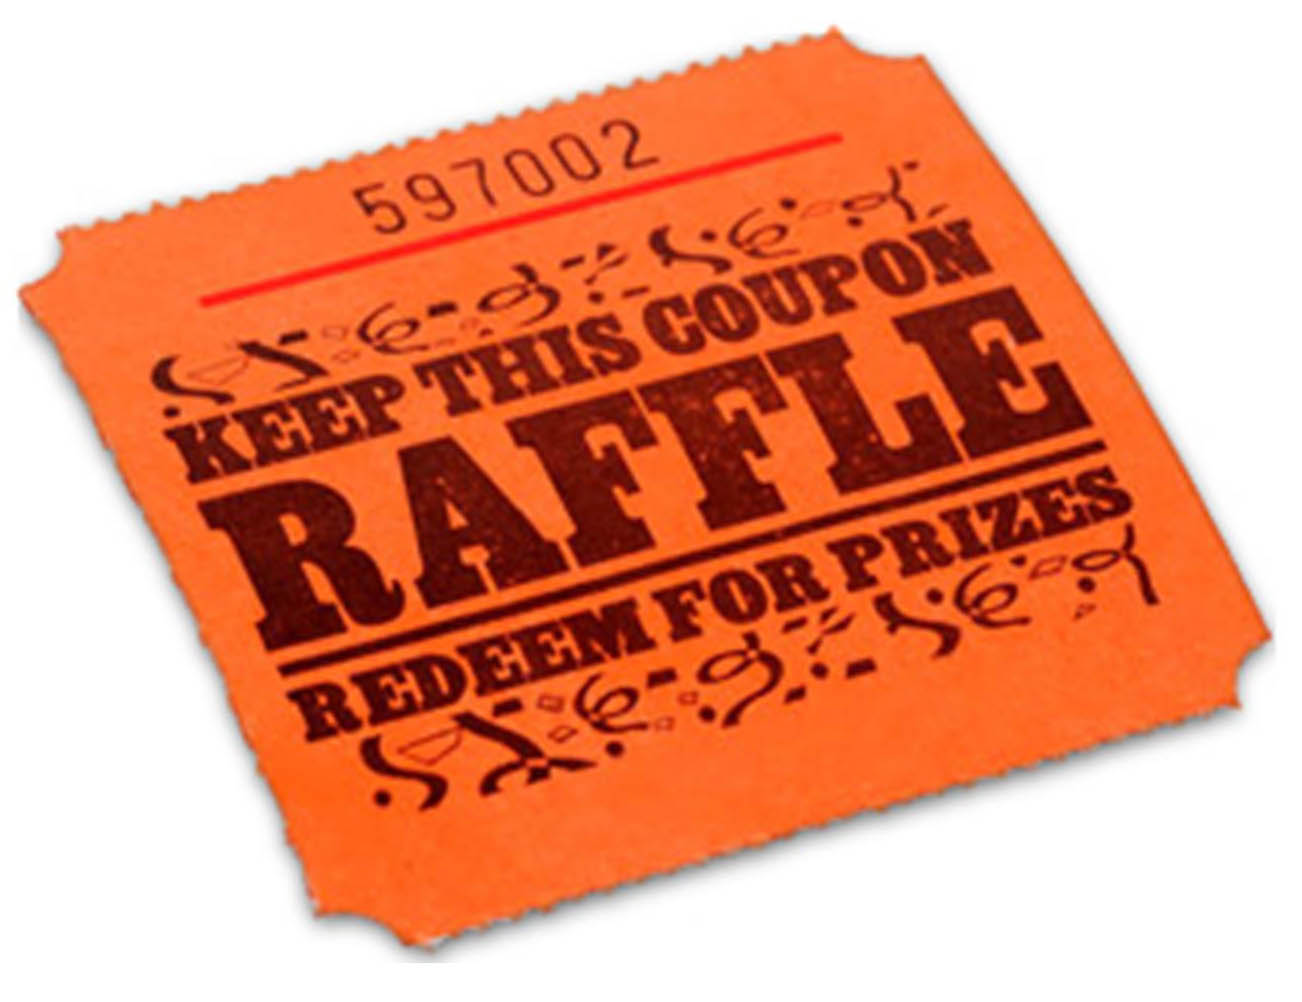 597002
KEEP THIS COUPON
RAFFLE
REDEEM FOR PRIZES